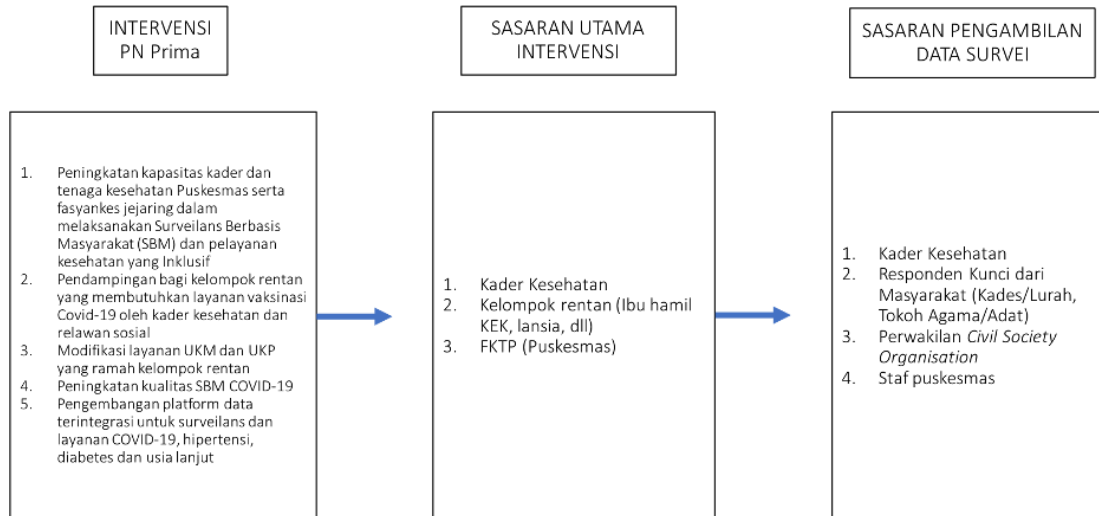 INTERVENSI
PN Prima
SASARAN UTAMA
INTERVENSI
SASARAN PENGAMBILAN
DATA SURVEI
1. Peningkatan kapasitas kader dan
tenaga kesehatan Puskesmas serta
fasyankes jejaring dalam
melaksanakan Surveilans Berbasis
Masyarakat (SBM) dan pelayanan
kesehatan yang Inklusif
2. Pendampingan bagi kelompok rentan
yang membutuhkan layanan vaksinasi
Covid-19 oleh kader kesehatan dan
relawan sosial
3. Modifikasi layanan UKM dan UKP
yang ramah kelompok rentan
4. Peningkatan kualitas SBM COVID-19
5. Pengembangan platform data
terintegrasi untuk surveilans dan
layanan COVID-19, hipertensi,
diabetes dan usia lanjut
1. Kader Kesehatan
2. Kelompok rentan (Ibu hamil
KEK, lansia, dll)
3. FKTP (Puskesmas)
1. Kader Kesehatan
2. Responden Kunci dari
Masyarakat (Kades/Lurah,
Tokoh Agama/Adat)
3. Perwakilan Civil Society
Organisation
4. Staf puskesmas